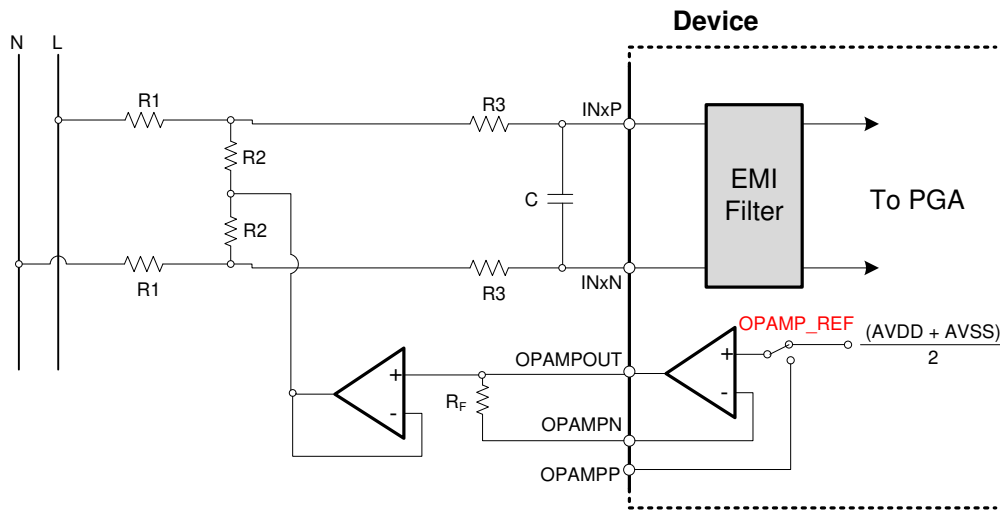 Device
N
L
R1
R3
INxP
R2
EMI
Filter
To PGA
C
R2
R1
R3
INxN
OPAMP_REF
(AVDD + AVSS)
2
OPAMPOUT
+
-
+
-
RF
OPAMPN
OPAMPP